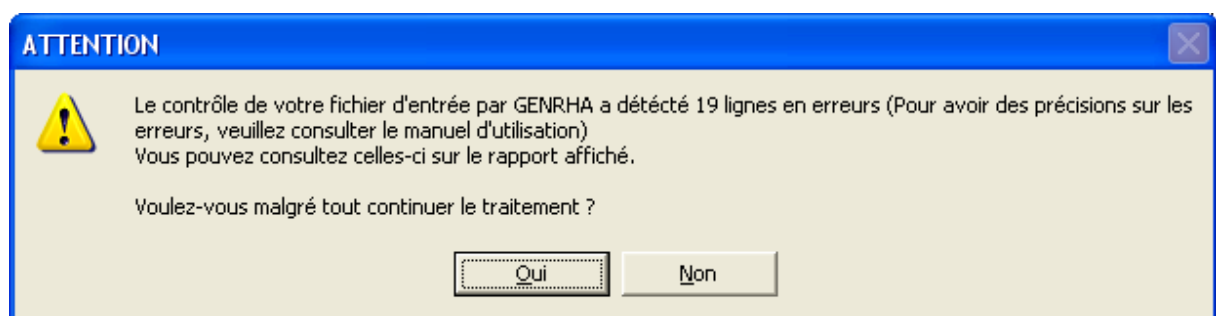 ATTENTION
Le contrôle de votre fichier d'entrée par GENRHA a détécté 19 lignes en erreurs (Pour avoir des précisions sur les
erreurs, veuillez consulter le manuel d'utilisation)
Vous pouvez consultez celles-ci sur le rapport affiché.
Voulez-vous malgré tout continuer le traitement ?
Oui Non